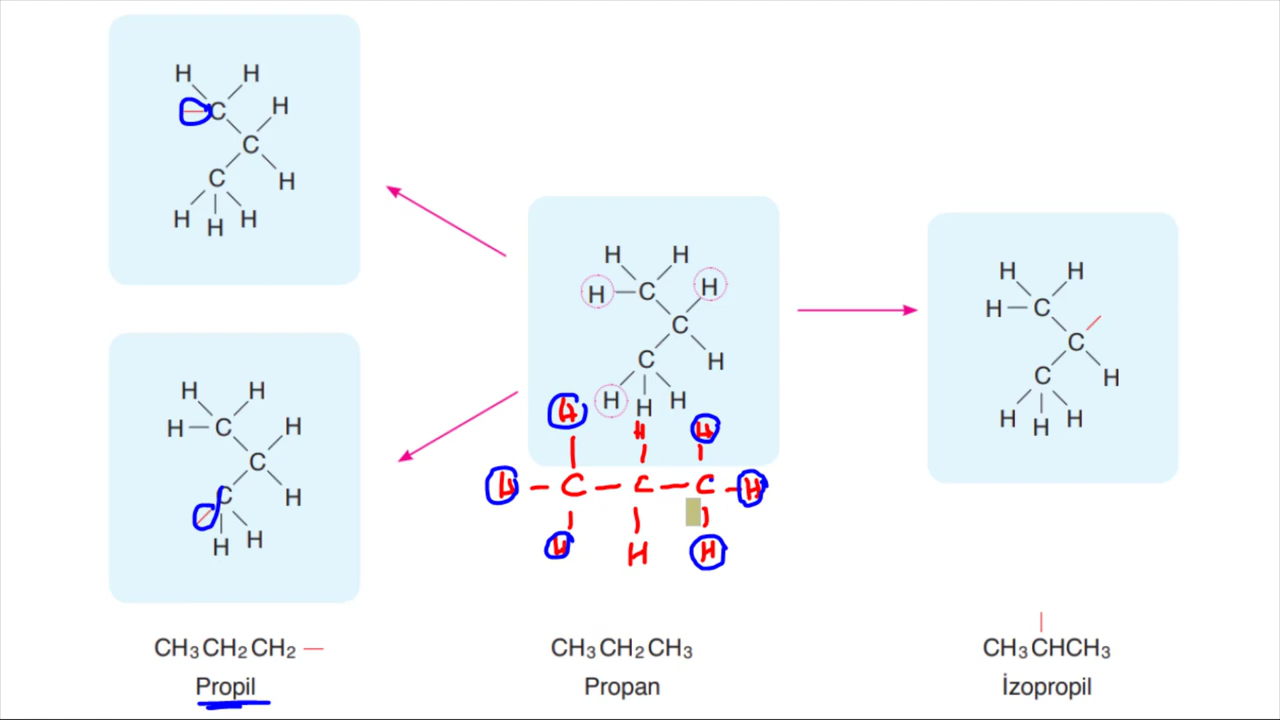 H H
C H
C
C H
H H H
H H
H C H
C
C H
H H H
H H
H C H
C
C H
H H
H H
H C
C
C H
H H H
H H H
H C C C H
H H H
CH3CH2CH2 —
Propil
CH3CH2CH3
Propan
CH3CHCH3
İzopropil